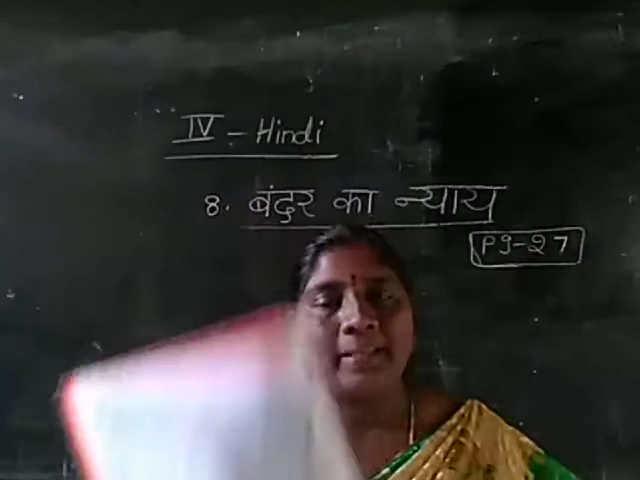 IV - Hindi
8. बंदर का न्याय
Pg-27